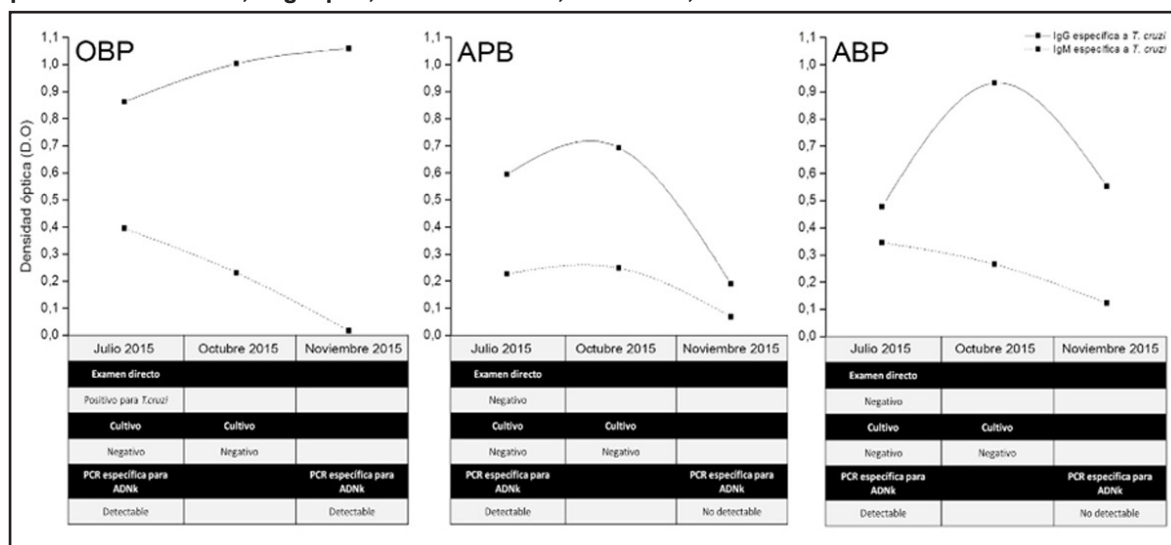 OBP
1,1
1,0
0,9
0,8
0,7
0,6
0,5
0,4
0,3
0,2
0,1
0,0
Densidad óptica (D.O)
Julio 2015 Octubre 2015 Noviembre 2015
Examen directo
Positivo para T.cruzi
Cultivo Cultivo
Negativo Negativo
PCR específica para ADNk PCR específica para ADNk
Detectable Detectable
APB
1,1
1,0
0,9
0,8
0,7
0,6
0,5
0,4
0,3
0,2
0,1
0,0
Julio 2015 Octubre 2015 Noviembre 2015
Examen directo
Negativo
Cultivo Cultivo
Negativo Negativo
PCR específica para ADNk PCR específica para ADNk
Detectable No detectable
ABP
IgG específica a T. cruzi
IgM específica a T. cruzi
1,1
1,0
0,9
0,8
0,7
0,6
0,5
0,4
0,3
0,2
0,1
0,0
Julio 2015 Octubre 2015 Noviembre 2015
Examen directo
Negativo
Cultivo Cultivo
Negativo Negativo
PCR específica para ADNk PCR específica para ADNk
Detectable No detectable